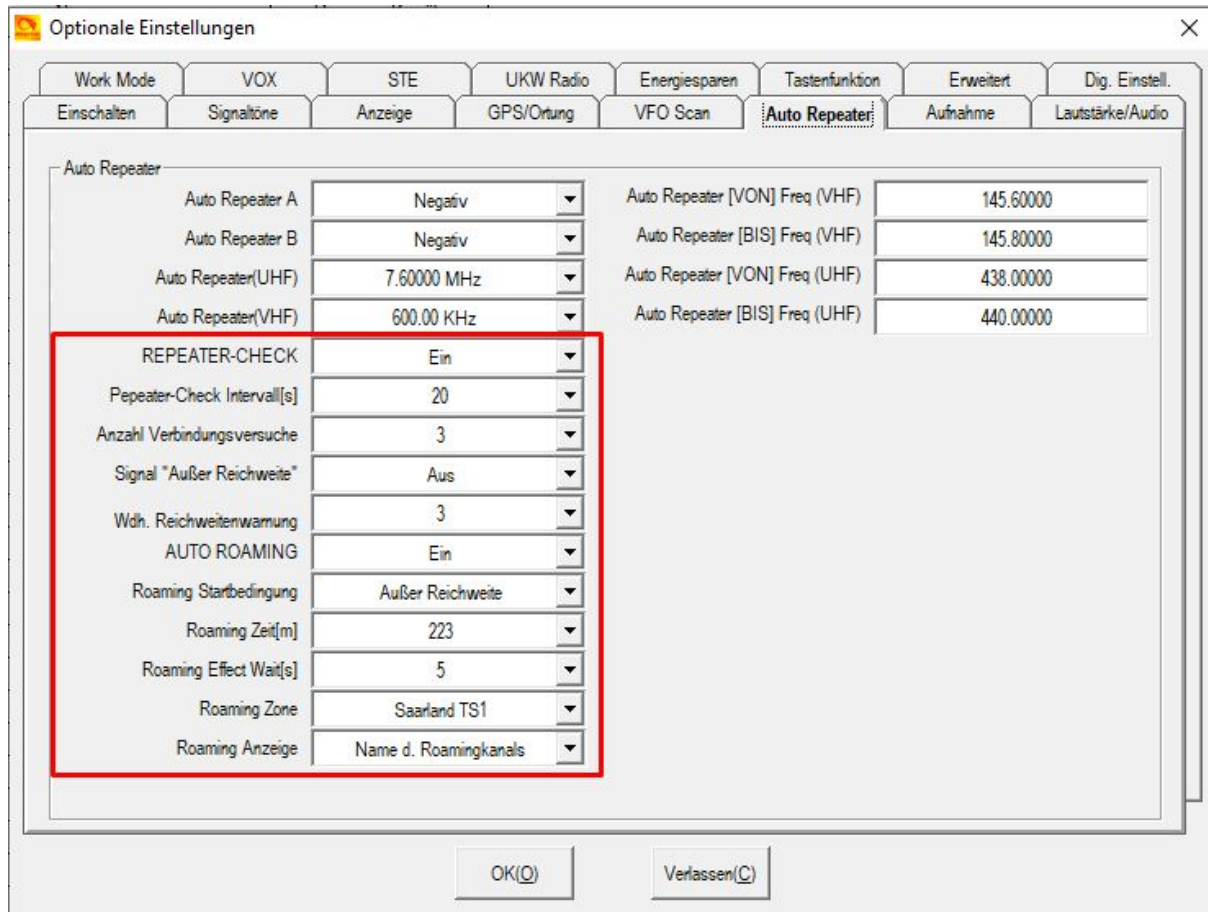 Optionale Einstellungen
Work Mode VOX STE UKW Radio Energiesparen Tastenfunktion Erweitert Dig. Einstell.
Einschalten Signaltöne Anzeige GPS/Ortung VFO Scan Auto Repeater Aufnahme Lautstärke/Audio
Auto Repeater
Auto Repeater A Negativ
Auto Repeater B Negativ
Auto Repeater(UHF) 7.60000 MHz
Auto Repeater(VHF) 600.00 KHz
REPEATER-CHECK Ein
Pepeater-Check Intervall[s] 20
Anzahl Verbindungsversuche 3
Signal "Außer Reichweite" Aus
Wdh. Reichweitenwarnung 3
AUTO ROAMING Ein
Roaming Startbedingung Außer Reichweite
Roaming Zeit[m] 223
Roaming Effect Wait[s] 5
Roaming Zone Saarland TS1
Roaming Anzeige Name d. Roamingkanals
Auto Repeater [VON] Freq (VHF) 145.60000
Auto Repeater [BIS] Freq (VHF) 145.80000
Auto Repeater [VON] Freq (UHF) 438.00000
Auto Repeater [BIS] Freq (UHF) 440.00000
OK(O) Verlassen(C)